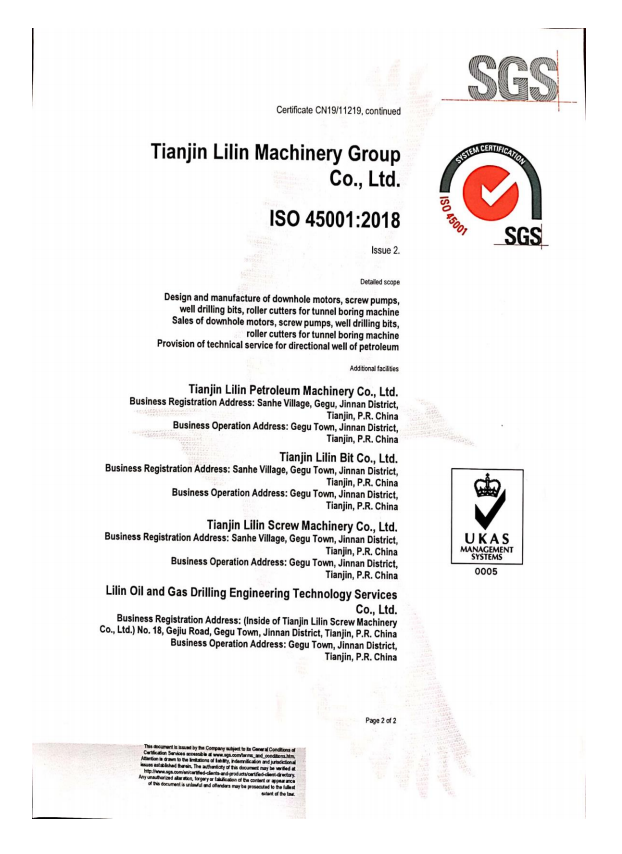 SGS
Certificate CN19/11219, continued
Tianjin Lilin Machinery Group
Co., Ltd.
ISO 45001:2018
Issue 2.
SYSTEM CERTIFICATION
ISO 45001
SGS
Detailed scope
Design and manufacture of downhole motors, screw pumps,
well drilling bits, roller cutters for tunnel boring machine
Sales of downhole motors, screw pumps, well drilling bits,
roller cutters for tunnel boring machine
Provision of technical service for directional well of petroleum
Additional facilities
Tianjin Lilin Petroleum Machinery Co., Ltd.
Business Registration Address: Sanhe Village, Gegu, Jinnan District,
Tianjin, P.R. China
Business Operation Address: Gegu Town, Jinnan District,
Tianjin, P.R. China
Tianjin Lilin Bit Co., Ltd.
Business Registration Address: Sanhe Village, Gegu Town, Jinnan District,
Tianjin, P.R. China
Business Operation Address: Gegu Town, Jinnan District,
Tianjin, P.R. China
Tianjin Lilin Screw Machinery Co., Ltd.
Business Registration Address: Sanhe Village, Gegu Town, Jinnan District,
Tianjin, P.R. China
Business Operation Address: Gegu Town, Jinnan District,
Tianjin, P.R. China
UKAS
MANAGEMENT
SYSTEMS
0005
Lilin Oil and Gas Drilling Engineering Technology Services
Co., Ltd.
Business Registration Address: (Inside of Tianjin Lilin Screw Machinery
Co., Ltd.) No. 18, Gejiu Road, Gegu Town, Jinnan District, Tianjin, P.R. China
Business Operation Address: Gegu Town, Jinnan District,
Tianjin, P.R. China
Page 2 of 2
This document is issued by the Company subject to its General Conditions of
Certification Services accessible at www.sgs.com/terms_and_conditions.htm.
Attention is drawn to the limitations of liability, indemnification and jurisdictional
issues established therein. The authenticity of this document may be verified at
http://www.sgs.com/en/certified-clients-and-products/certified-client-directory.
Any unauthorized alteration, forgery or falsification of the content or appearance
of this document is unlawful and offenders may be prosecuted to the fullest
extent of the law.